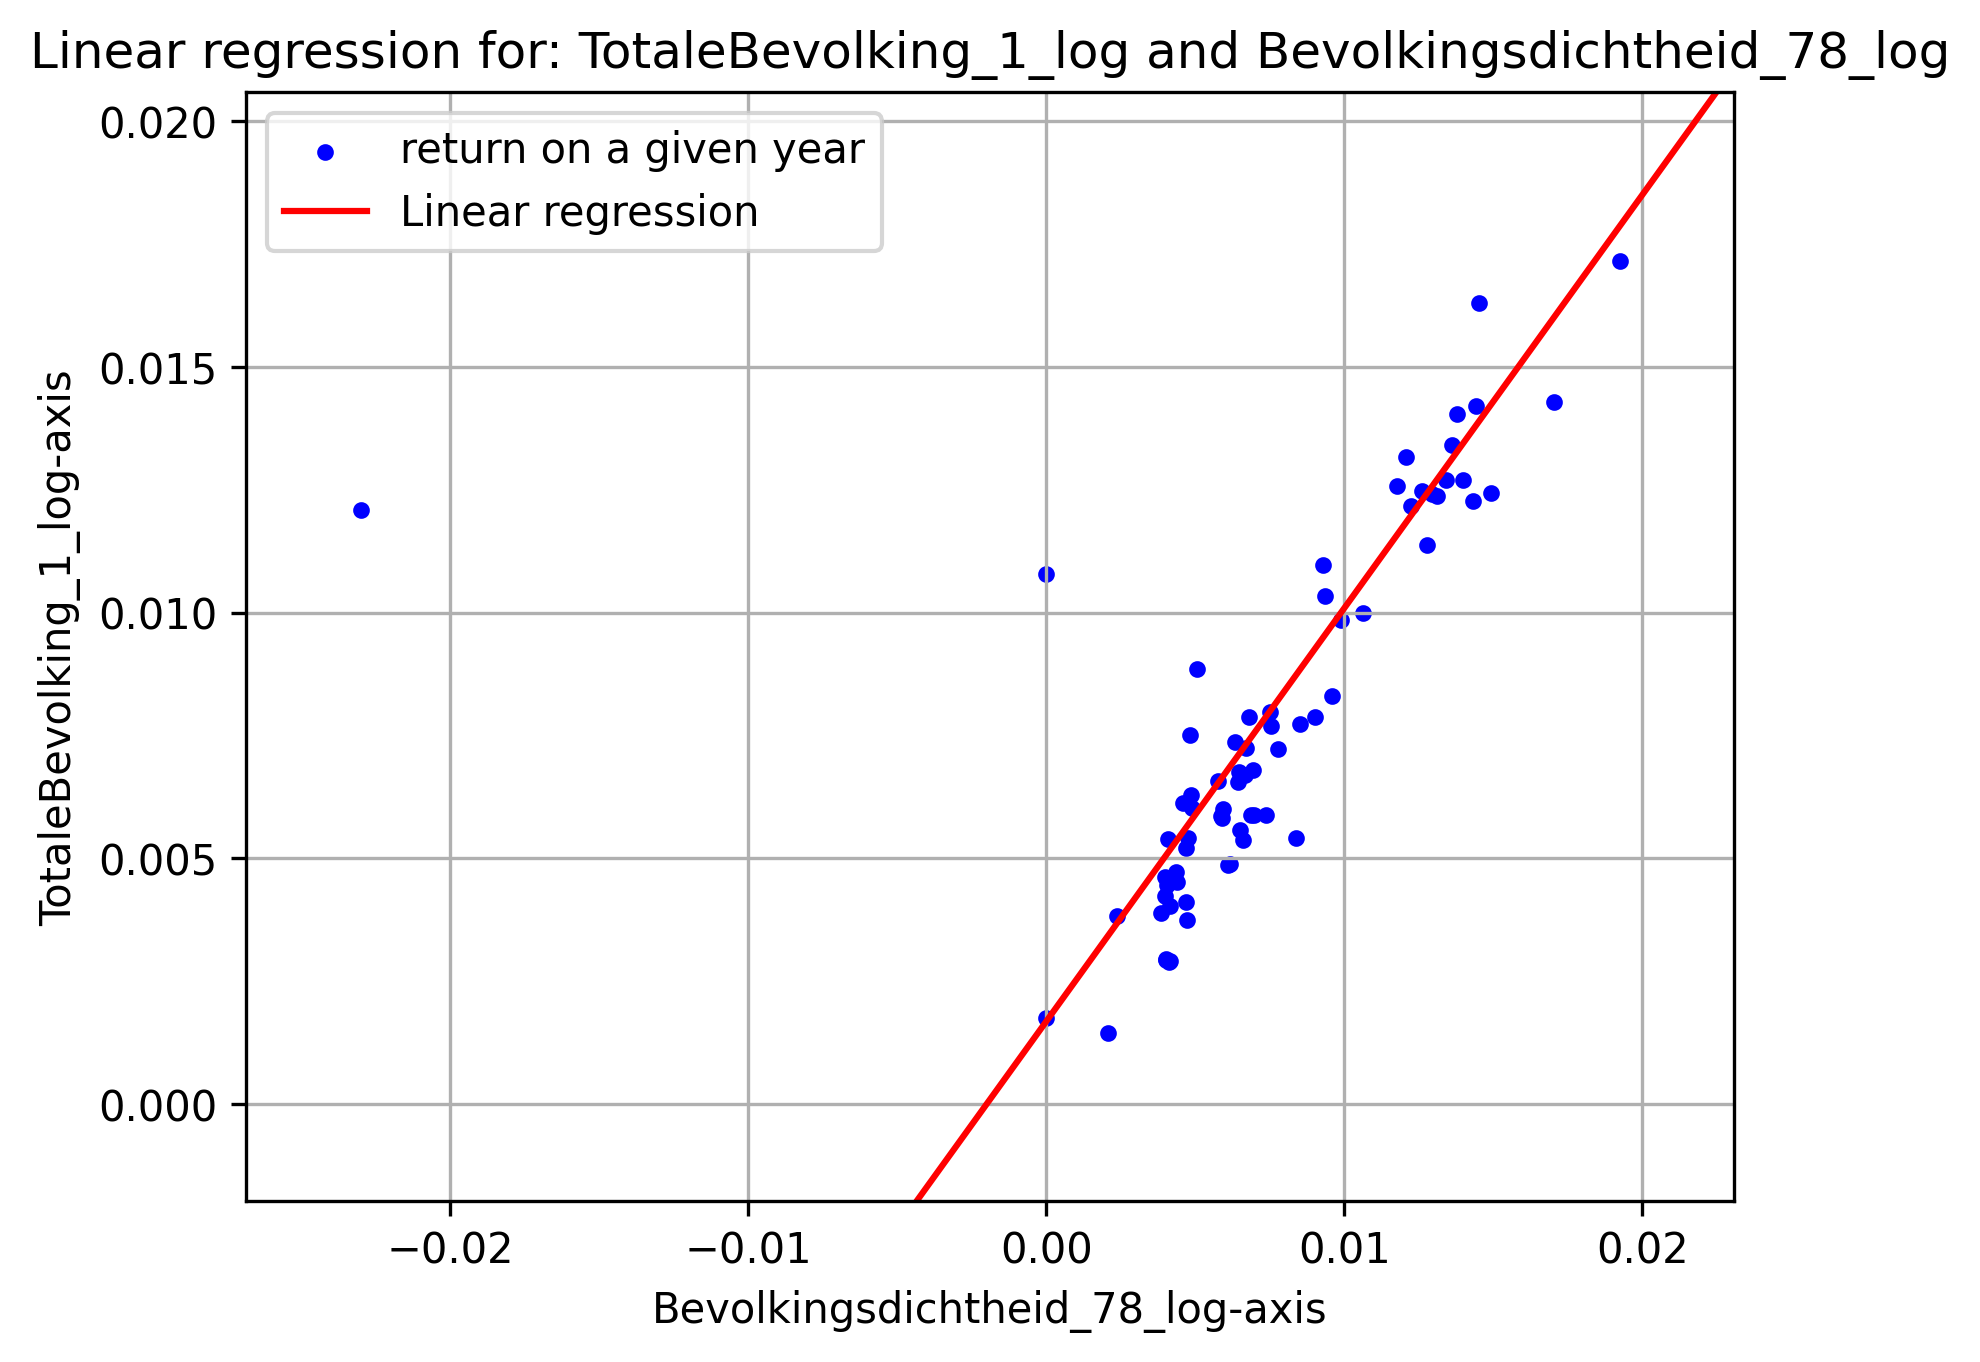 Linear regression for: TotaleBevolking_1_log and Bevolkingsdichtheid_78_log
return on a given year
Linear regression
TotaleBevolking_1_log-axis
0.020
0.015
0.010
0.005
0.000
−0.02
−0.01
0.00
0.01
0.02
Bevolkingsdichtheid_78_log-axis